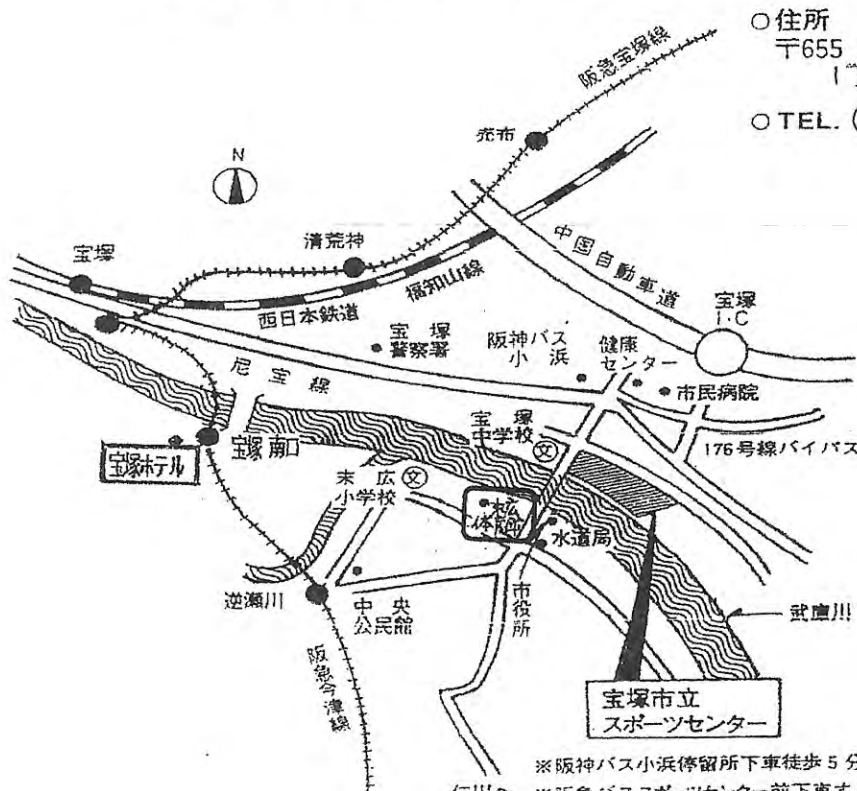 ○住所
〒655
○TEL. (
阪急宝塚線
売布
N
清荒神
宝塚
中国自動車道
福知山線
西日本鉄道
宝塚
I・C
宝塚
警察署
阪神バス
小浜
健康
センター
市民病院
尼宝線
宝塚
中学校
文
176号線バイパス
宝塚南口
宝塚ホテル
末広
小学校
文
水道局
逆瀬川
中央
公民館
市役所
武庫川
阪急今津線
宝塚市立
スポーツセンター
※阪神バス小浜停留所下車徒歩5分